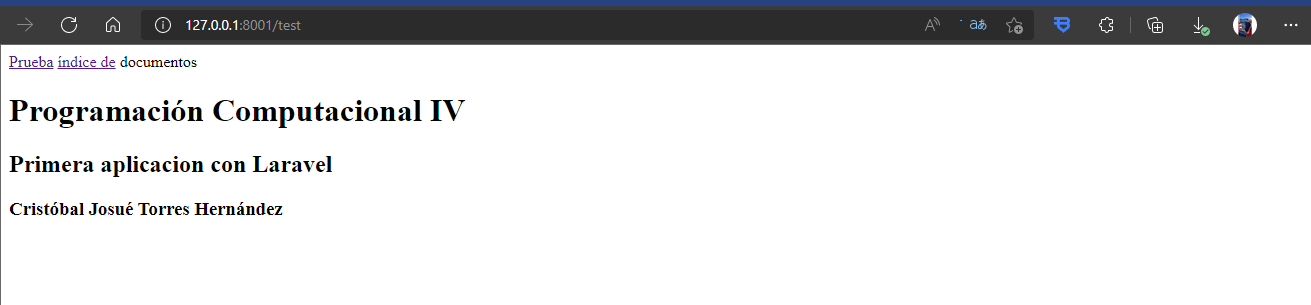 127.0.0.1:8001/test
Prueba índice de documentos
Programación Computacional IV
Primera aplicacion con Laravel
Cristóbal Josué Torres Hernández